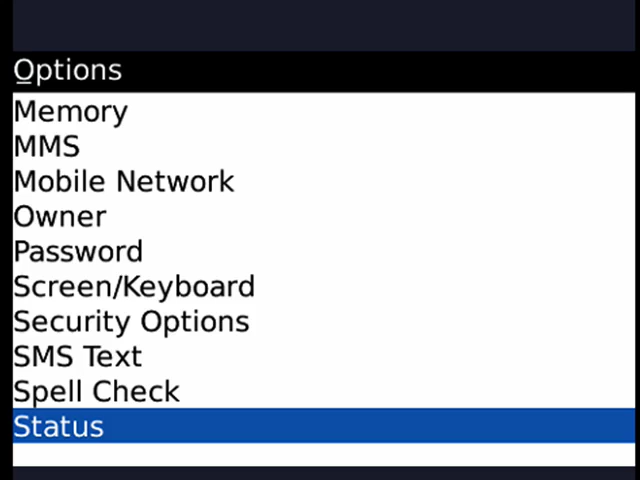 Options
Memory
MMS
Mobile Network
Owner
Password
Screen/Keyboard
Security Options
SMS Text
Spell Check
Status